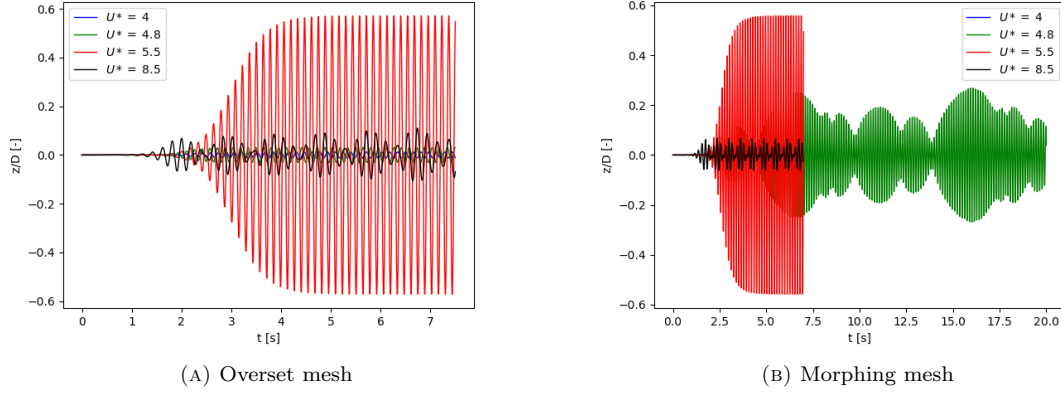 0.6
0.4
0.2
0.0
−0.2
−0.4
−0.6
z/D [-]
0
1
2
3
4
5
6
7
t [s]
U* = 4
U* = 4.8
U* = 5.5
U* = 8.5
(A) Overset mesh
0.6
0.4
0.2
0.0
−0.2
−0.4
−0.6
z/D [-]
0.0
2.5
5.0
7.5
10.0
12.5
15.0
17.5
20.0
t [s]
U* = 4
U* = 4.8
U* = 5.5
U* = 8.5
(B) Morphing mesh